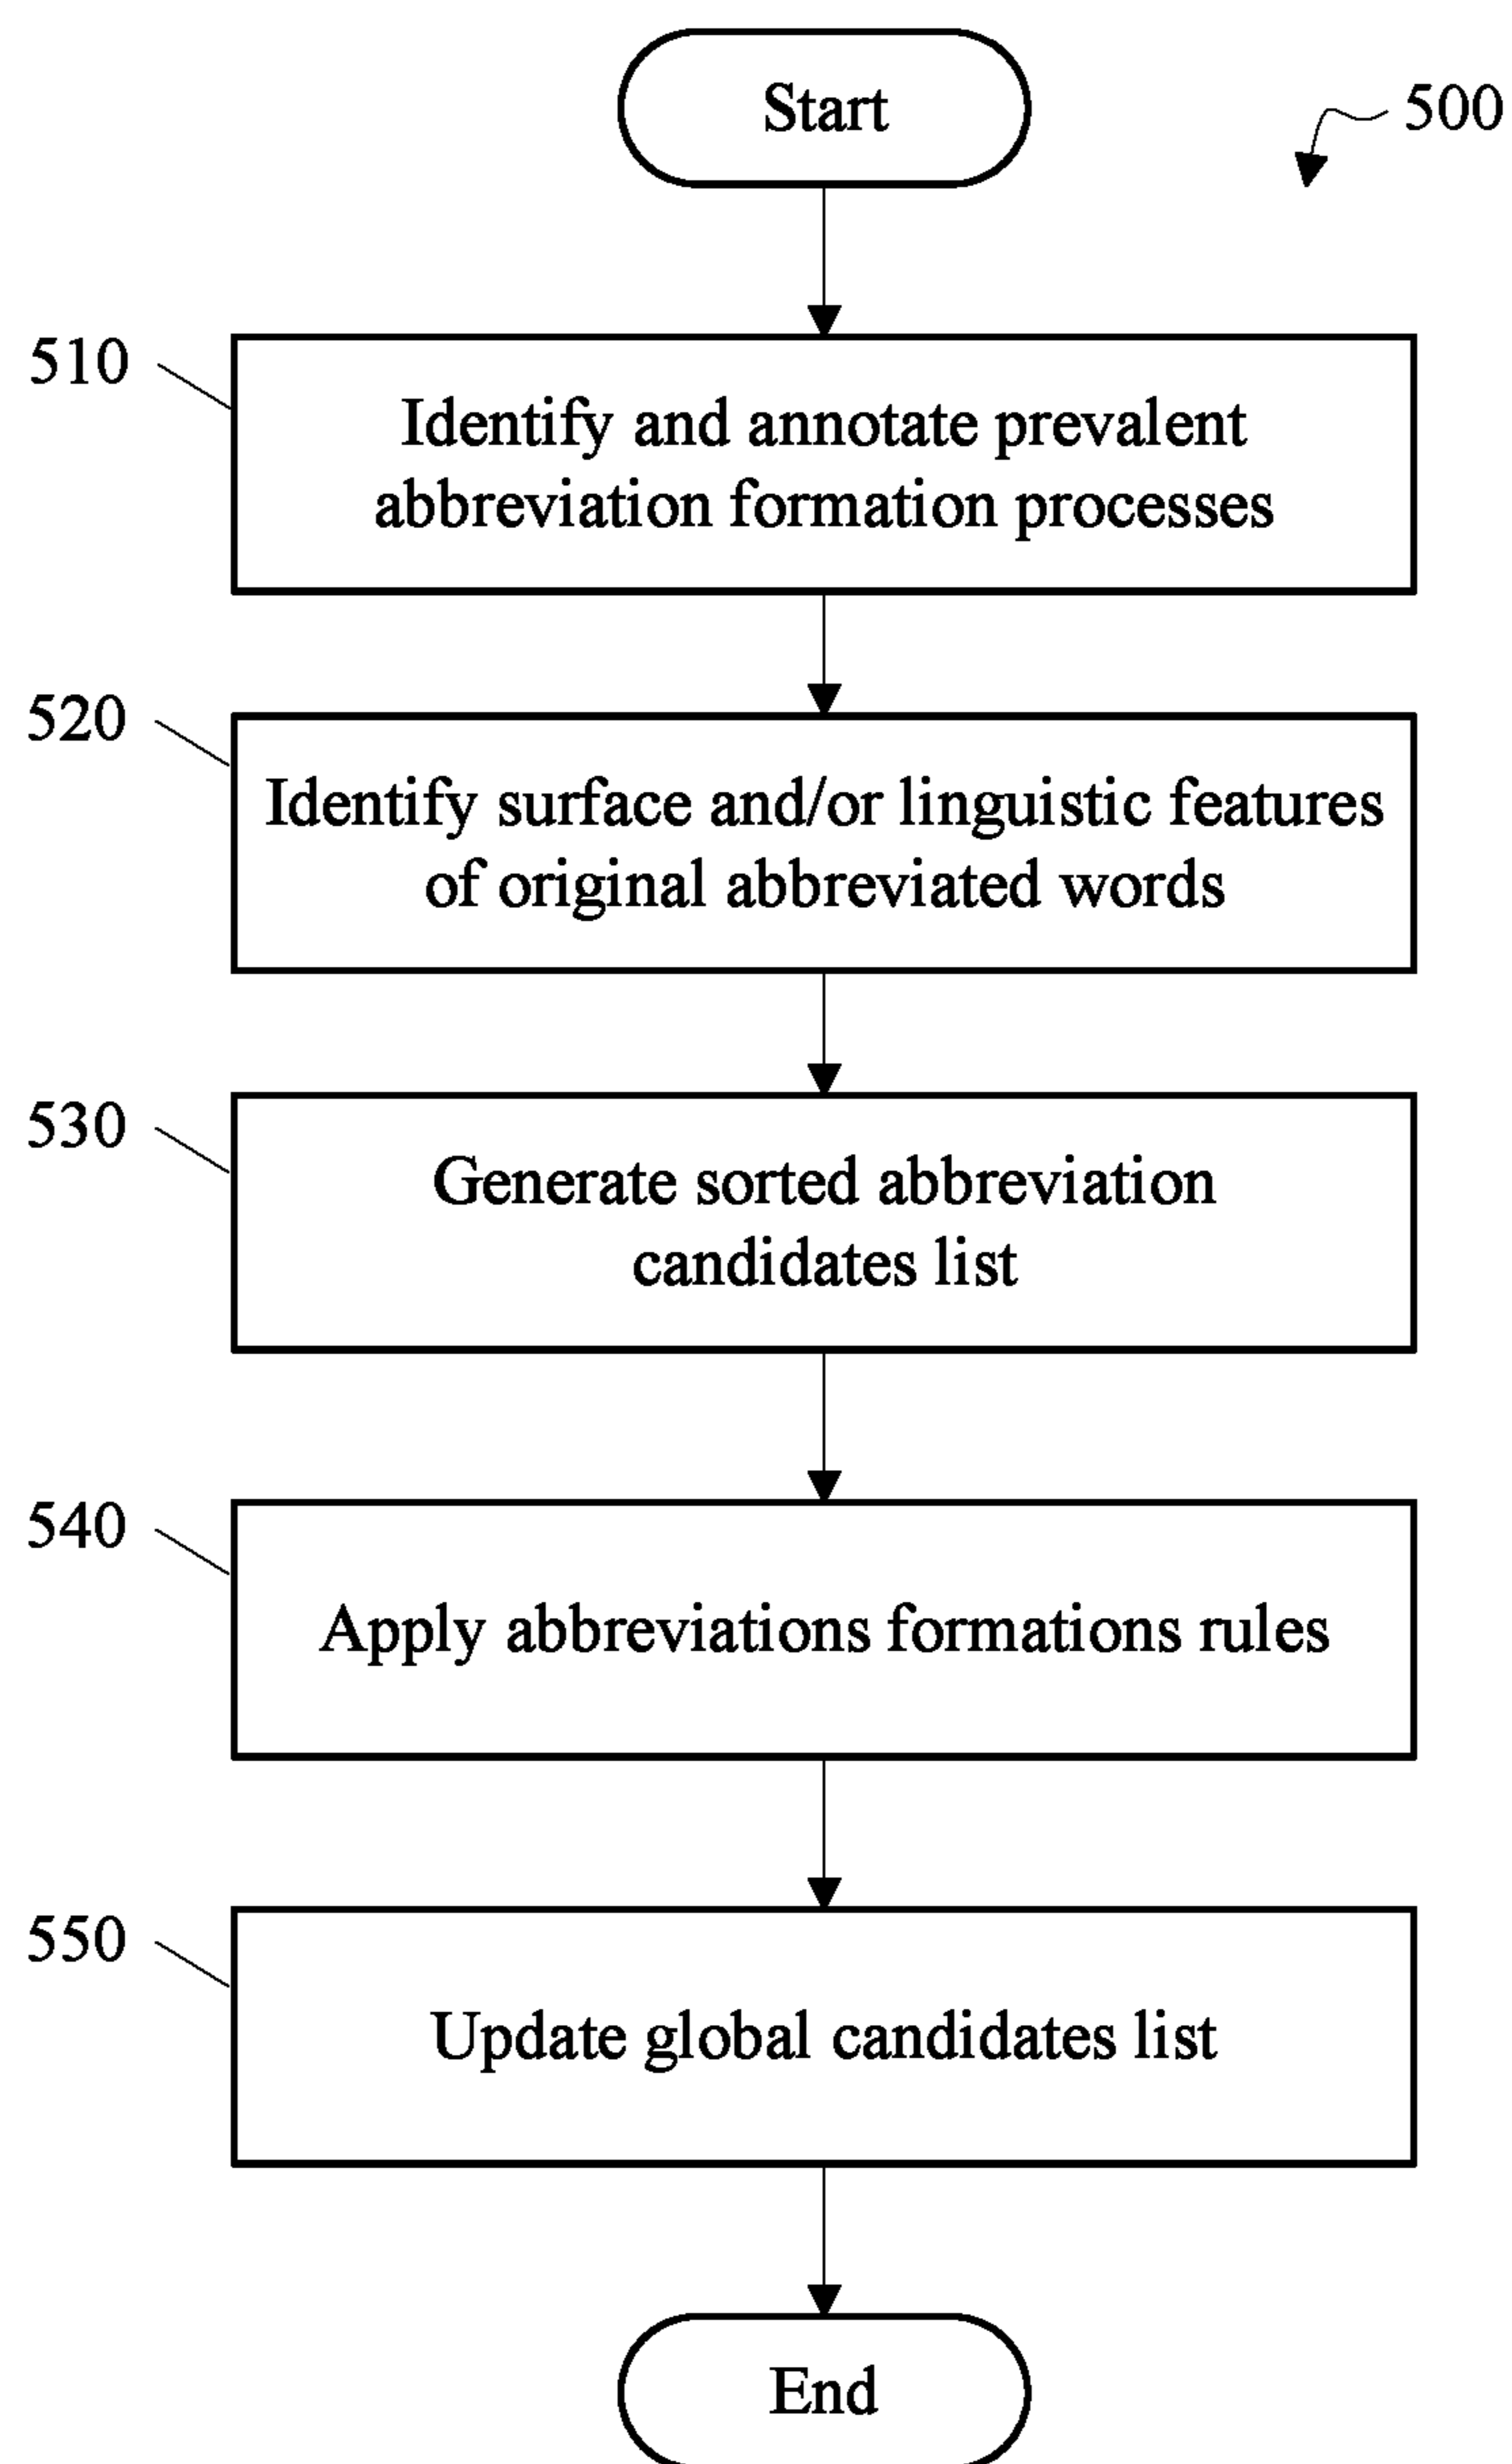 Start
500
510
Identify and annotate prevalent
abbreviation formation processes
520
Identify surface and/or linguistic features
of original abbreviated words
530
Generate sorted abbreviation
candidates list
540
Apply abbreviations formations rules
550
Update global candidates list
End